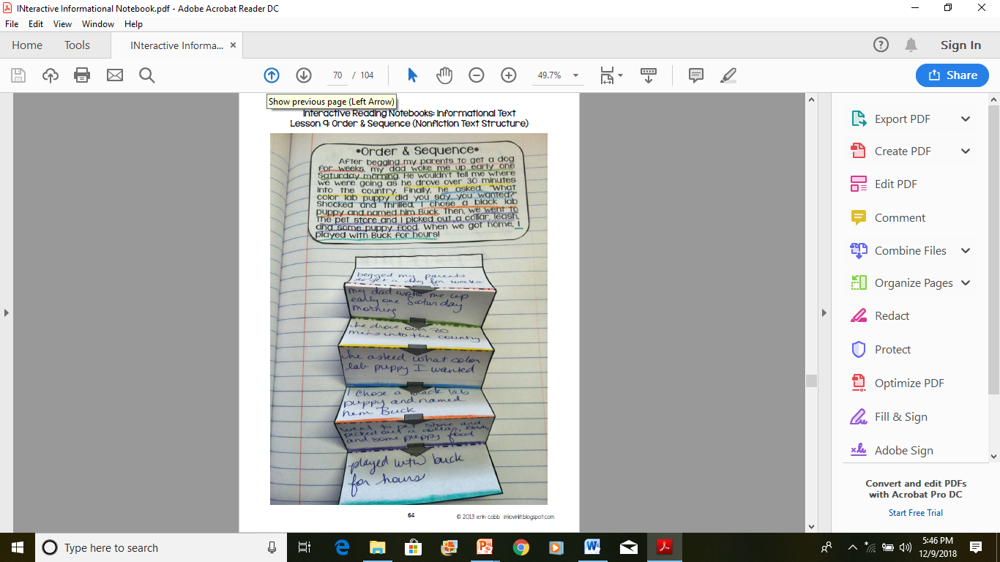 INteractive Informational Notebook.pdf - Adobe Acrobat Reader DC
File Edit View Window Help
Home Tools INteractive Informa... × Sign In
70 / 104 49.7% Share
Show previous page (Left Arrow)
Interactive Reading Notebooks: Informational Text
Lesson 9: Order & Sequence (Nonfiction Text Structure)
*Order & Sequence*
After begging my parents to get a dog
for weeks, my dad woke me up early one
Saturday morning. He wouldn't tell me where
we were going as he drove over 30 minutes
into the country. Finally, he asked, "What
color lab puppy did you say you wanted?"
Shocked and thrilled, I chose a black lab
puppy and named him Buck. Then, we went to
the pet store and I picked out a collar, leash,
and some puppy food. When we got home, I
played with Buck for hours!
begged my parents
to get a dog for weeks
my dad woke me up
early one Saturday
morning
he drove over 30
mins into the country
he asked what color
lab puppy I wanted
I chose a black lab
puppy and named
him Buck
went to pet store and
picked out a collar, leash,
and some puppy food
played with buck
for hours
64
© 2013 erin cobb imlovinlit.blogspot.com
Export PDF
Create PDF
Edit PDF
Comment
Combine Files
Organize Pages
Redact
Protect
Optimize PDF
Fill & Sign
Adobe Sign
Convert and edit PDFs
with Acrobat Pro DC
Start Free Trial
Type here to search
5:46 PM
12/9/2018